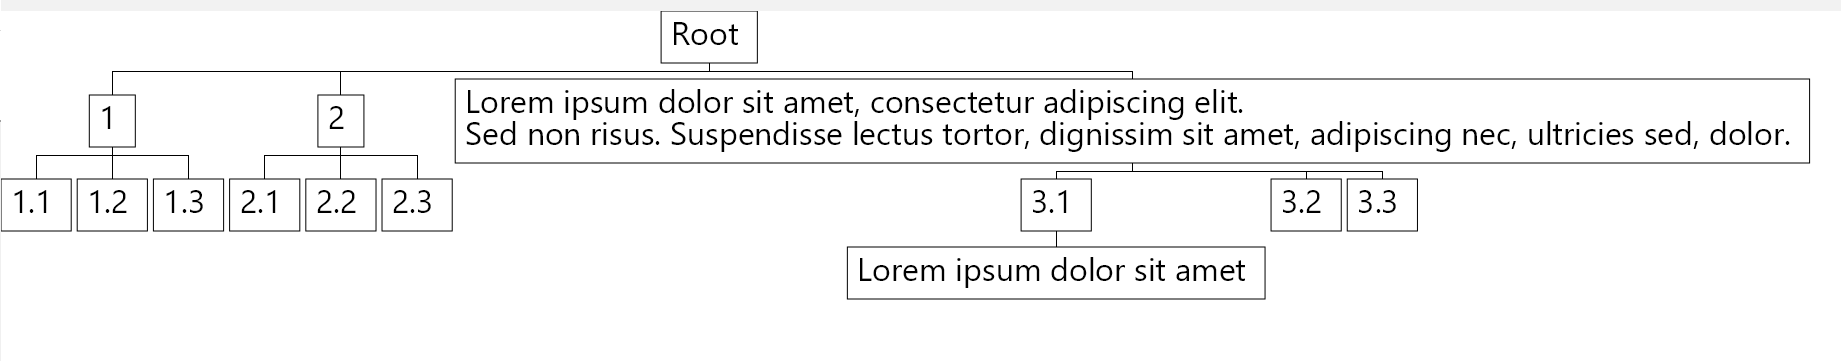 Root
1
2
Lorem ipsum dolor sit amet, consectetur adipiscing elit.
Sed non risus. Suspendisse lectus tortor, dignissim sit amet, adipiscing nec, ultricies sed, dolor.
1.1
1.2
1.3
2.1
2.2
2.3
3.1
3.2
3.3
Lorem ipsum dolor sit amet